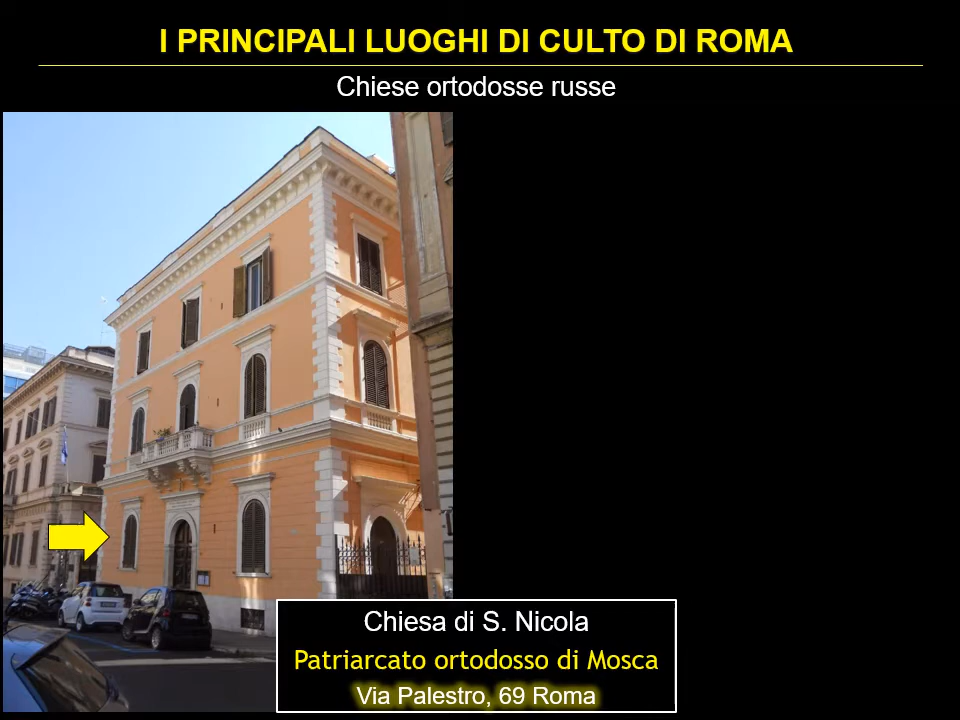 I PRINCIPALI LUOGHI DI CULTO DI ROMA
Chiese ortodosse russe
Chiesa di S. Nicola
Patriarcato ortodosso di Mosca
Via Palestro, 69 Roma